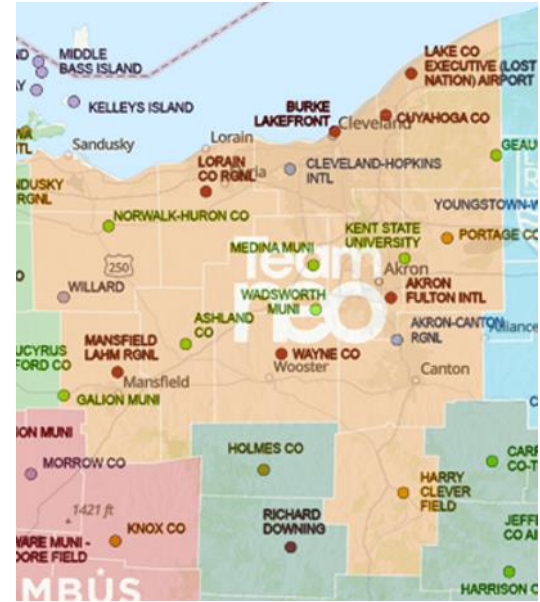 MIDDLE
BASS ISLAND
KELLEYS ISLAND
LAKE CO
EXECUTIVE (LOST
NATION) AIRPORT
BURKE
LAKEFRONT
Cleveland
CUYAHOGA CO
Sandusky
Lorain
LORAIN
CO RGNL
CLEVELAND-HOPKINS
INTL
RGNL
NORWALK-HURON CO
YOUNGSTOWN-W
KENT STATE
UNIVERSITY
PORTAGE CO
MEDINA MUNI
Team
NEO
250
Akron
WILLARD
WADSWORTH
MUNI
AKRON
FULTON INTL
ASHLAND
CO
AKRON-CANTON
RGNL
Alliance
MANSFIELD
LAHM RGNL
WAYNE CO
Wooster
Mansfield
Canton
GALION MUNI
HOLMES CO
MORROW CO
HARRY
CLEVER
FIELD
1421 ft
RICHARD
DOWNING
KNOX CO
HARRISON C